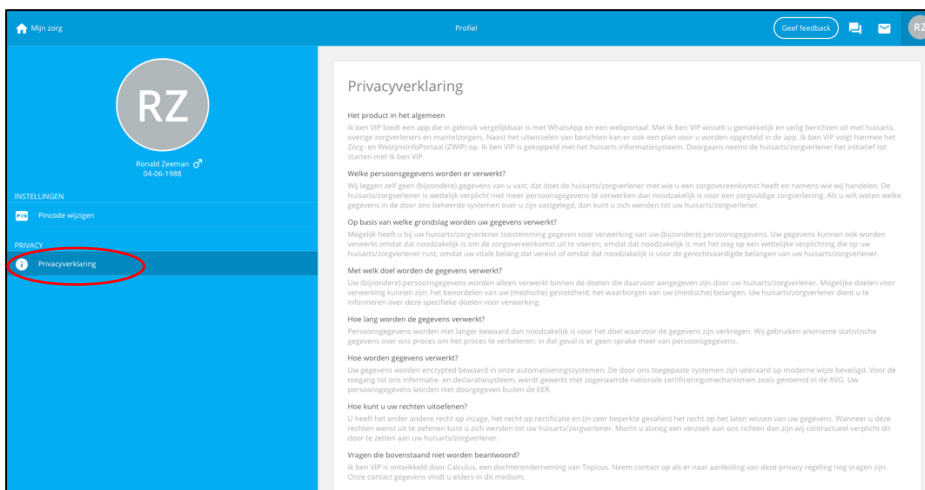 Mijn zorg
Profiel
Geef feedback
RZ
RZ
Ronald Zeeman
04-06-1988
INSTELLINGEN
PIN Pincode wijzigen
PRIVACY
Privacyverklaring
Privacyverklaring
Het product in het algemeen
Ik ben VIP biedt een app die in gebruik vergelijkbaar is met WhatsApp en een webportaal. Met Ik ben VIP wisselt u gemakkelijk en veilig berichten uit met huisarts,
overige zorgverleners en mantelzorgers. Naast het uitwisselen van berichten kan er ook een plan voor u worden opgesteld in de app. Ik ben VIP volgt hiermee het
Zorg- en WelzijnsInfoPortaal (ZWIP) op. Ik ben VIP is gekoppeld met het huisarts informatiesysteem. Doorgaans neemt de huisarts/zorgverlener het initiatief tot
starten met Ik ben VIP.
Welke persoonsgegevens worden er verwerkt?
Wij leggen zelf geen (bijzondere) gegevens van u vast, dat doet de huisarts/zorgverlener met wie u een zorgovereenkomst heeft en namens wie wij handelen. De
huisarts/zorgverlener is wettelijk verplicht niet meer persoonsgegevens te verwerken dan noodzakelijk is voor een zorgvuldige zorgverlening. Als u wilt weten welke
gegevens in de door ons beheerde systemen over u zijn vastgelegd, dan kunt u zich wenden tot uw huisarts/zorgverlener.
Op basis van welke grondslag worden uw gegevens verwerkt?
Mogelijk heeft u bij uw huisarts/zorgverlener toestemming gegeven voor verwerking van uw (bijzondere) persoonsgegevens. Uw gegevens kunnen ook worden
verwerkt omdat dat noodzakelijk is om de zorgovereenkomst uit te voeren; omdat dat noodzakelijk is met het oog op een wettelijke verplichting die op uw
huisarts/zorgverlener rust; omdat uw vitale belang dat vereist of omdat dat noodzakelijk is voor de gerechtvaardigde belangen van uw huisarts/zorgverlener.
Met welk doel worden de gegevens verwerkt?
Uw (bijzondere) persoonsgegevens worden alleen verwerkt binnen de doelen die daarvoor aangegeven zijn door uw huisarts/zorgverlener. Mogelijke doelen voor
verwerking kunnen zijn: het beoordelen van uw (medische) gesteldheid; het waarborgen van uw (medische) belangen. Uw huisarts/zorgverlener dient u te
informeren over deze specifieke doelen voor verwerking.
Hoe lang worden de gegevens verwerkt?
Persoonsgegevens worden niet langer bewaard dan noodzakelijk is voor het doel waarvoor de gegevens zijn verkregen. Wij gebruiken anonieme statistische
gegevens over ons proces om het proces te verbeteren: in dat geval is er geen sprake meer van persoonsgegevens.
Hoe worden gegevens verwerkt?
Uw gegevens worden encrypted bewaard in onze automatiseringssystemen. De door ons toegepaste systemen zijn uiteraard op moderne wijze beveiligd. Voor de
toegang tot ons informatie- en declaratiesysteem, wordt gewerkt met zogenaamde nationale certificeringsmechanismen zoals genoemd in de AVG. Uw
persoonsgegevens worden niet doorgegeven buiten de EER.
Hoe kunt u uw rechten uitoefenen?
U heeft het onder andere recht op inzage, het recht op rectificatie en (in zeer beperkte gevallen) het recht op het laten wissen van uw gegevens. Wanneer u deze
rechten wenst uit te oefenen kunt u zich wenden tot uw huisarts/zorgverlener. Mocht u alsnog een verzoek aan ons richten dan zijn wij contractueel verplicht dit
door te zetten aan uw huisarts/zorgverlener.
Vragen die bovenstaand niet worden beantwoord?
Ik ben VIP is ontwikkeld door Calculus, een dochteronderneming van Topicus. Neem contact op als er naar aanleiding van deze privacy regeling nog vragen zijn.
Onze contact gegevens vindt u elders in dit medium.